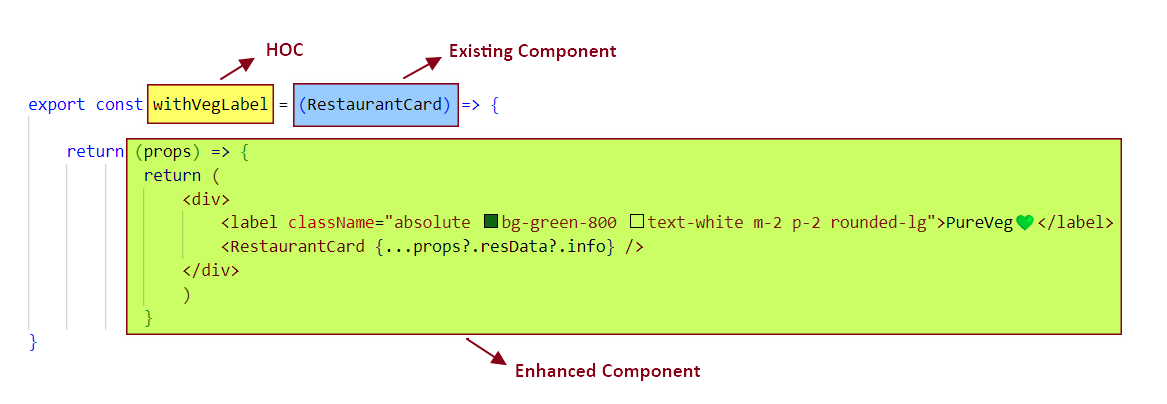 HOC
Existing Component
export const withVegLabel = (RestaurantCard) => {
return (props) => {
return (
<div>
<label className="absolute bg-green-800 text-white m-2 p-2 rounded-lg">PureVeg💚</label>
<RestaurantCard {...props?.resData?.info} />
</div>
)
}
}
Enhanced Component